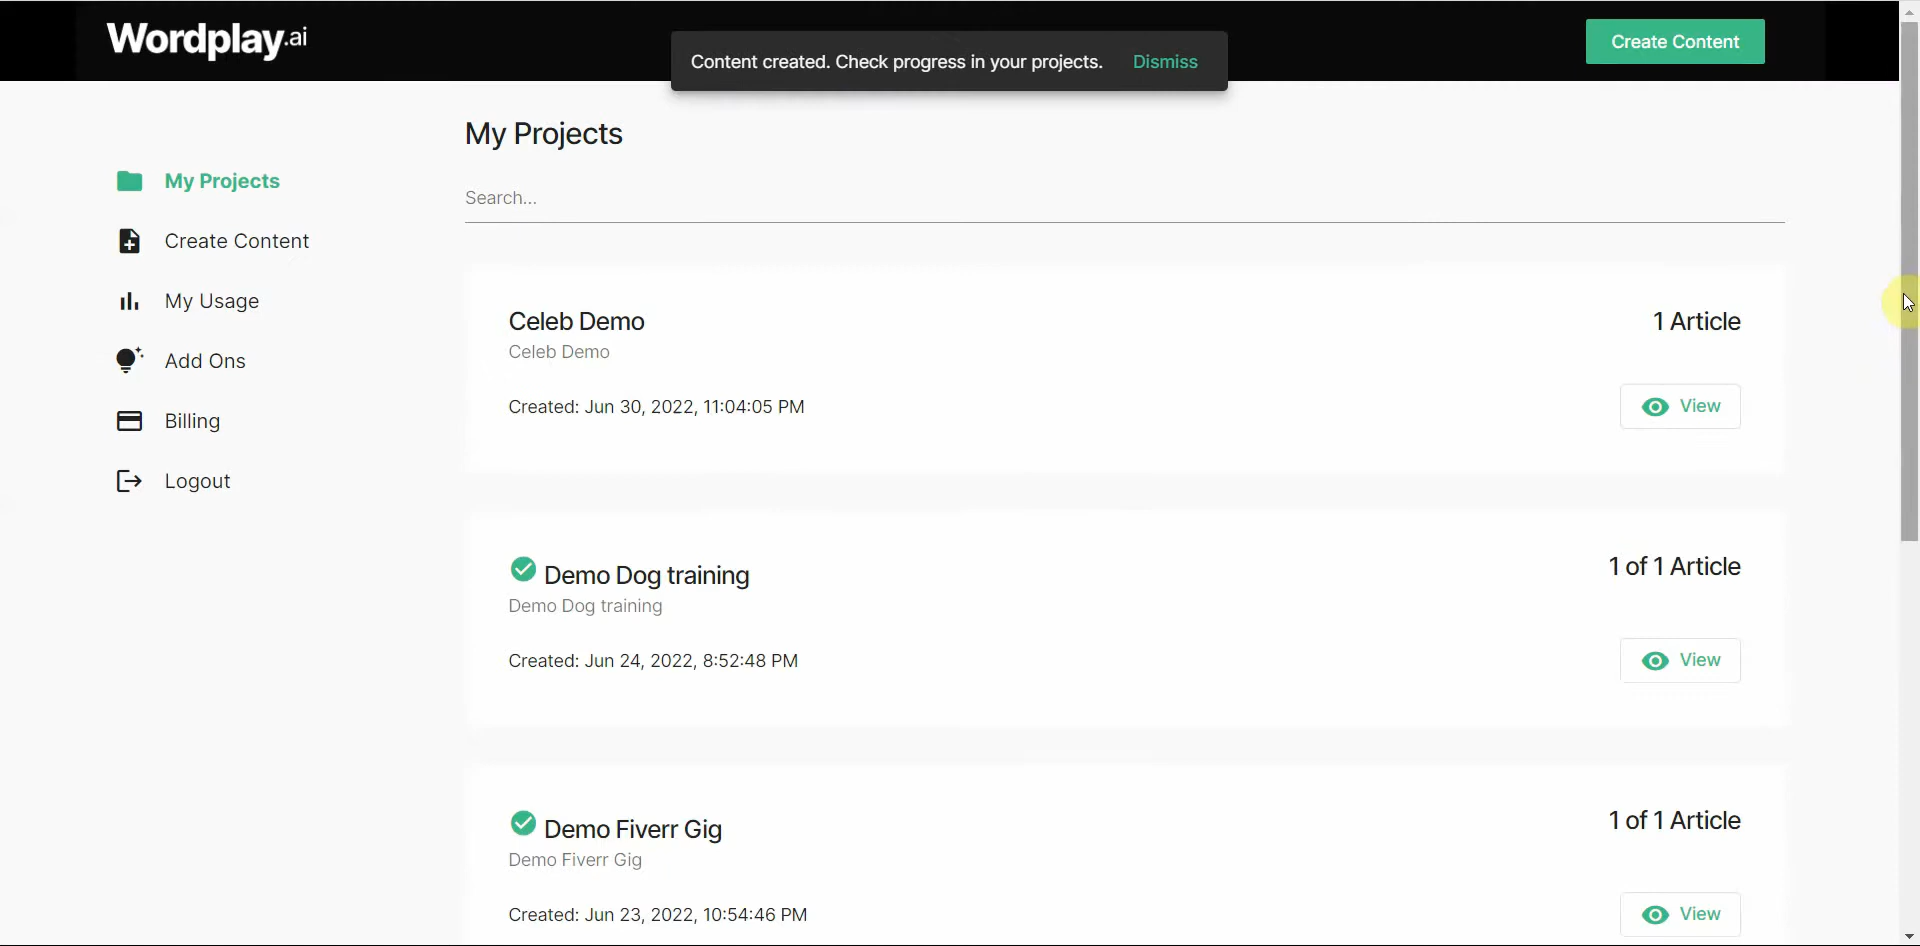 Wordplay.ai
Content created. Check progress in your projects. Dismiss
Create Content
My Projects
Create Content
My Usage
Add Ons
Billing
Logout
My Projects
Search...
Celeb Demo
1 Article
Celeb Demo
Created: Jun 30, 2022, 11:04:05 PM
View
Demo Dog training
1 of 1 Article
Demo Dog training
Created: Jun 24, 2022, 8:52:48 PM
View
Demo Fiverr Gig
1 of 1 Article
Demo Fiverr Gig
Created: Jun 23, 2022, 10:54:46 PM
View